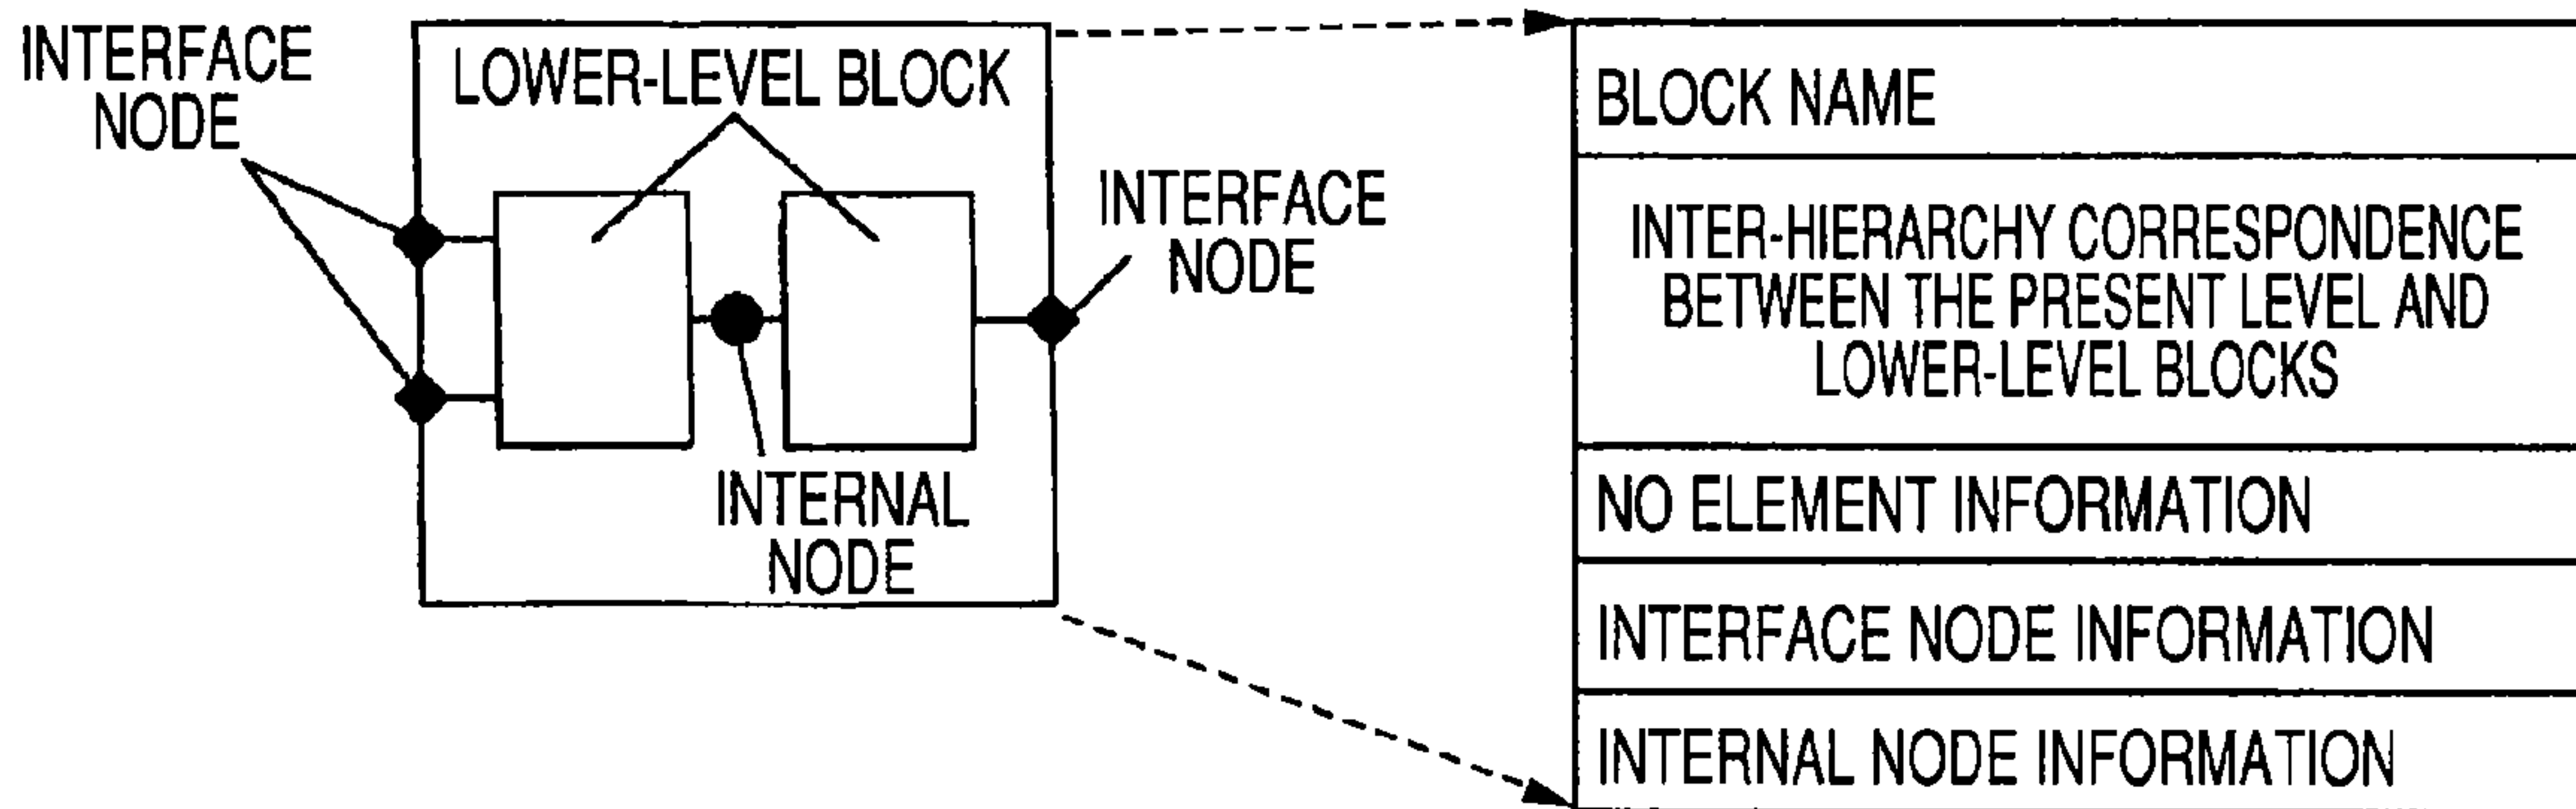 INTERFACE
NODE
LOWER-LEVEL BLOCK
INTERFACE
NODE
INTERNAL
NODE
BLOCK NAME
INTER-HIERARCHY CORRESPONDENCE
BETWEEN THE PRESENT LEVEL AND
LOWER-LEVEL BLOCKS
NO ELEMENT INFORMATION
INTERFACE NODE INFORMATION
INTERNAL NODE INFORMATION